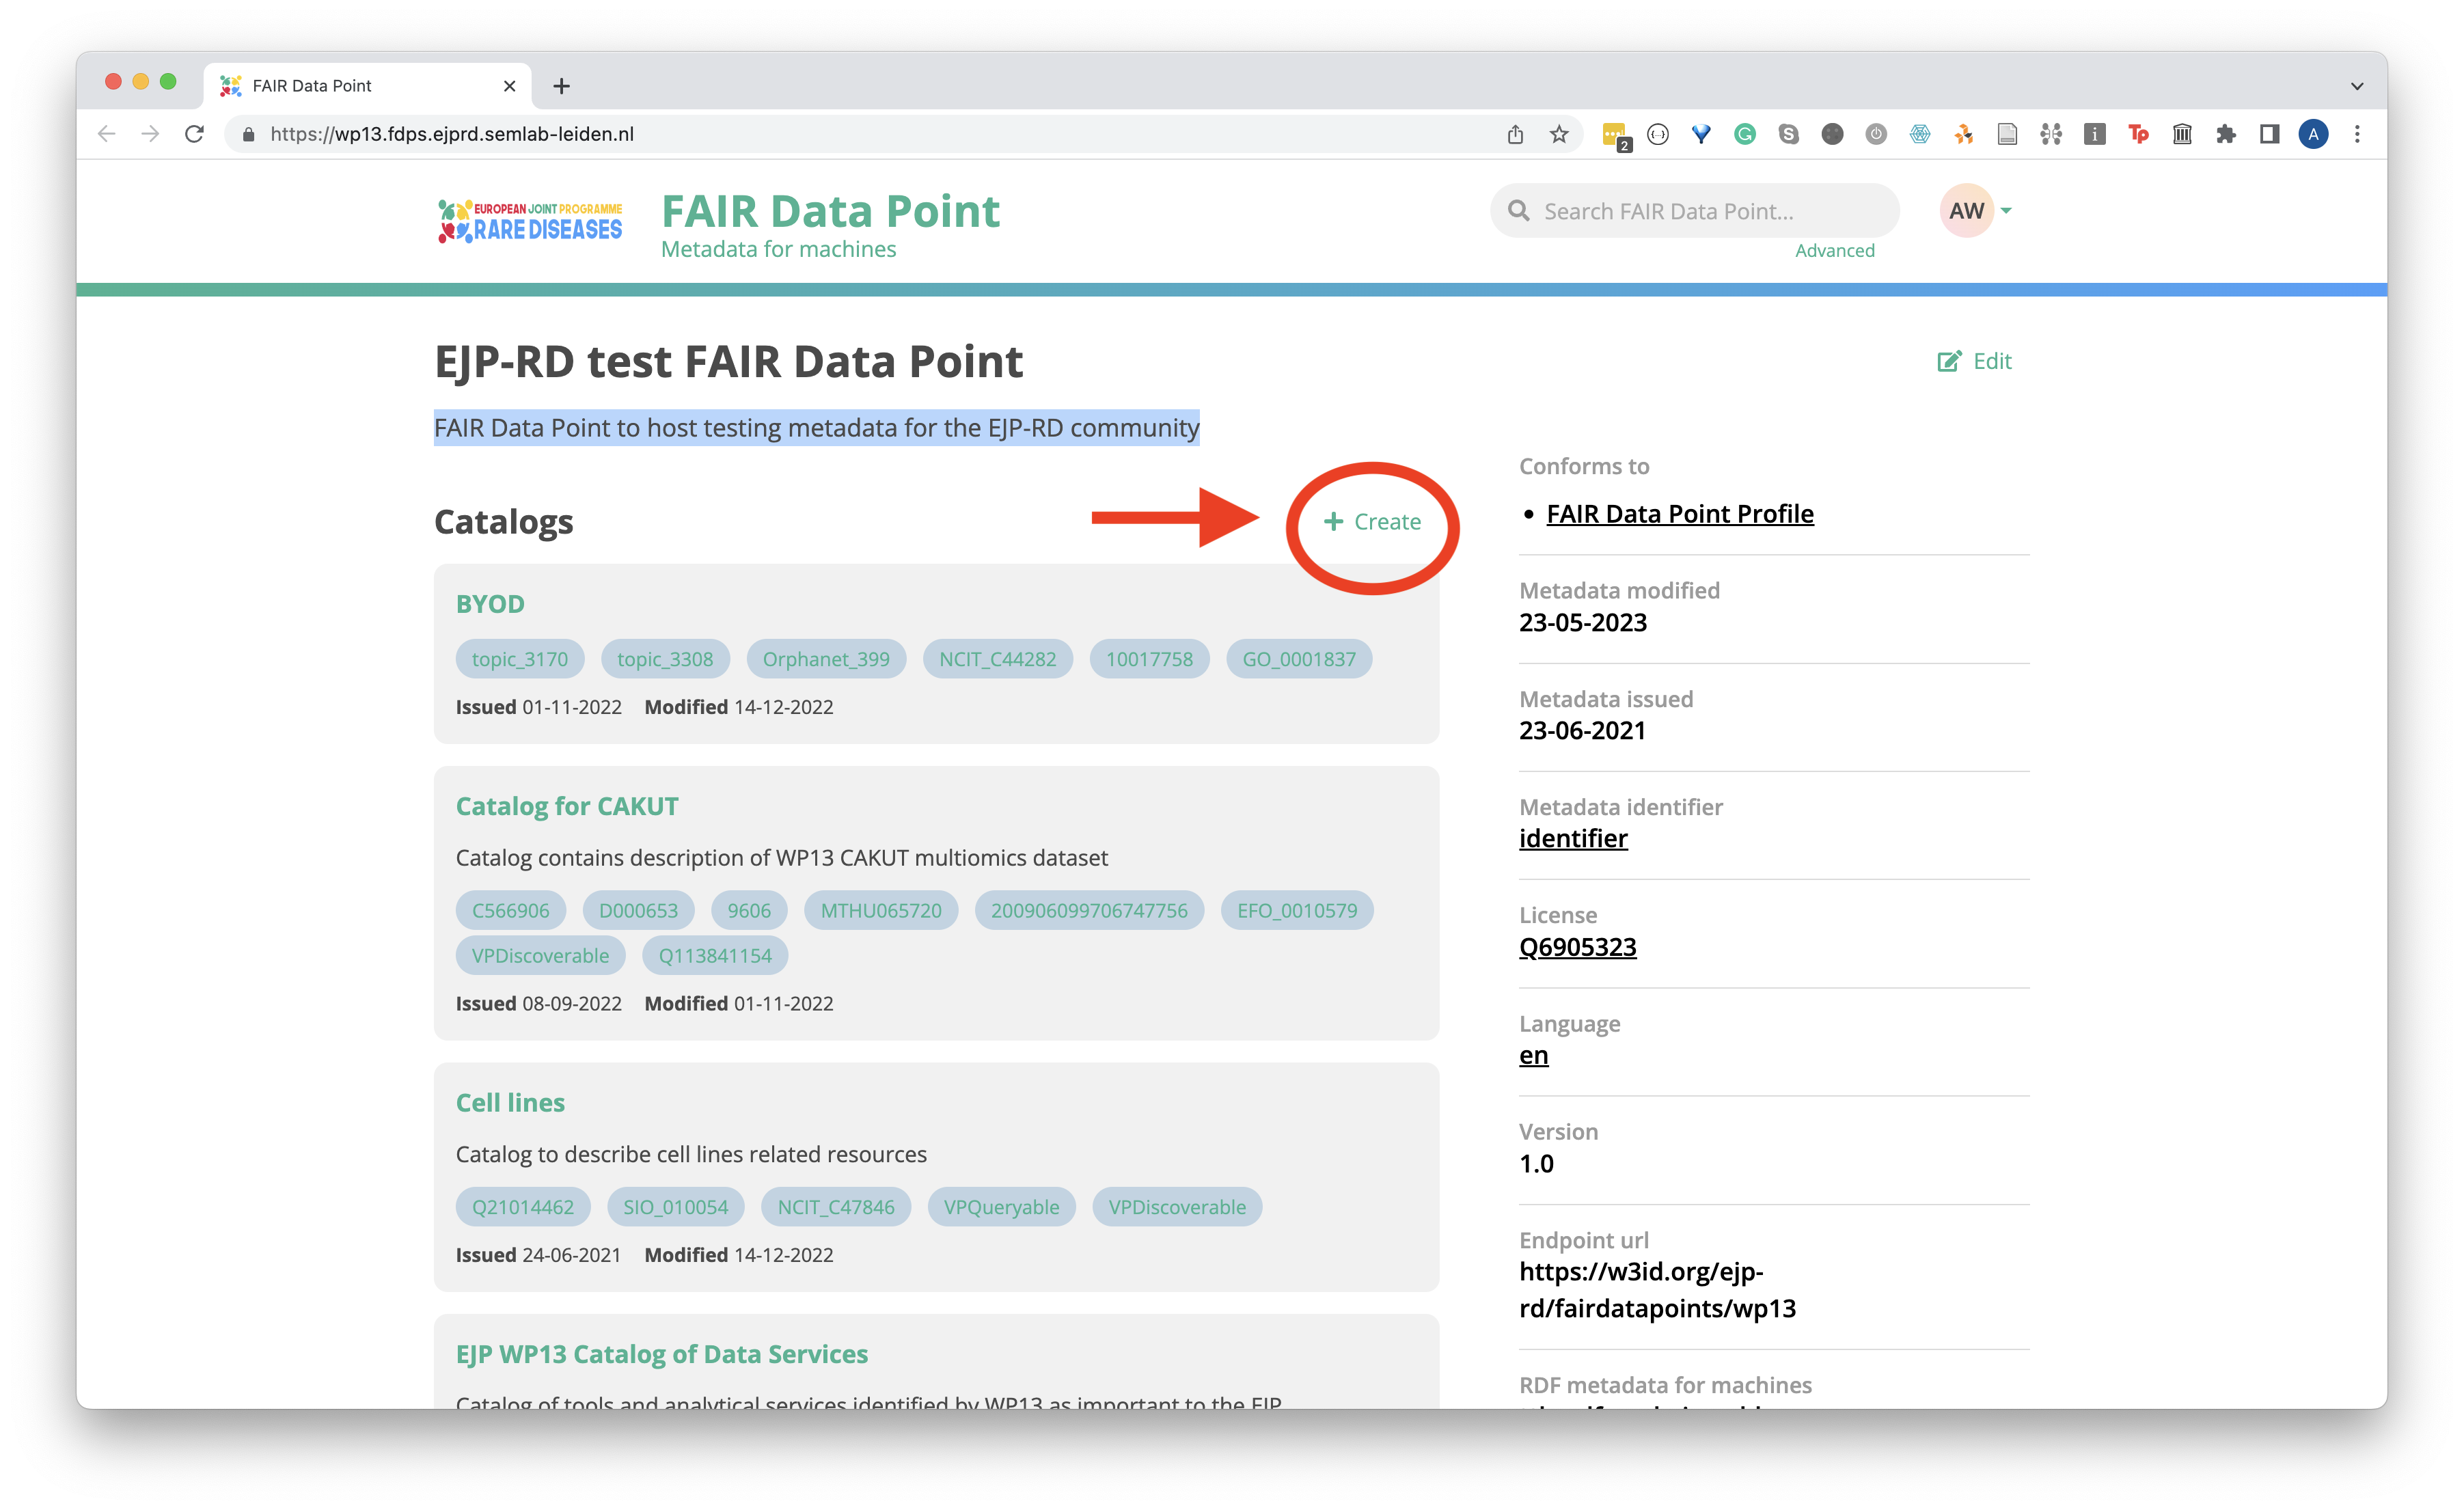 FAIR Data Point
https://wp13.fdps.ejprd.semlab-leiden.nl
2
A
EUROPEAN JOINT PROGRAMME
RARE DISEASES
FAIR Data Point
Metadata for machines
Search FAIR Data Point...
AW
Advanced
EJP-RD test FAIR Data Point
Edit
FAIR Data Point to host testing metadata for the EJP-RD community
Catalogs
+ Create
BYOD
topic_3170 topic_3308 Orphanet_399 NCIT_C44282 10017758 GO_0001837
Issued 01-11-2022 Modified 14-12-2022
Catalog for CAKUT
Catalog contains description of WP13 CAKUT multiomics dataset
C566906 D000653 9606 MTHU065720 200906099706747756 EFO_0010579
VPDiscoverable Q113841154
Issued 08-09-2022 Modified 01-11-2022
Cell lines
Catalog to describe cell lines related resources
Q21014462 SIO_010054 NCIT_C47846 VPQueryable VPDiscoverable
Issued 24-06-2021 Modified 14-12-2022
EJP WP13 Catalog of Data Services
Catalog of tools and analytical services identified by WP13 as important to the EJP
Conforms to
• FAIR Data Point Profile
Metadata modified
23-05-2023
Metadata issued
23-06-2021
Metadata identifier
identifier
License
Q6905323
Language
en
Version
1.0
Endpoint url
https://w3id.org/ejp-
rd/fairdatapoints/wp13
RDF metadata for machines